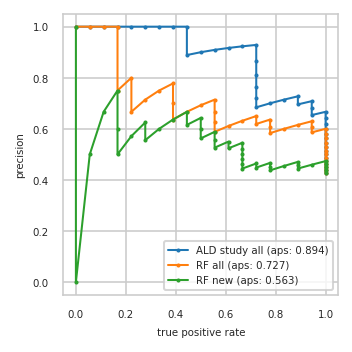 1.0
0.8
0.6
0.4
0.2
0.0
precision
0.0 0.2 0.4 0.6 0.8 1.0
true positive rate
ALD study all (aps: 0.894)
RF all (aps: 0.727)
RF new (aps: 0.563)